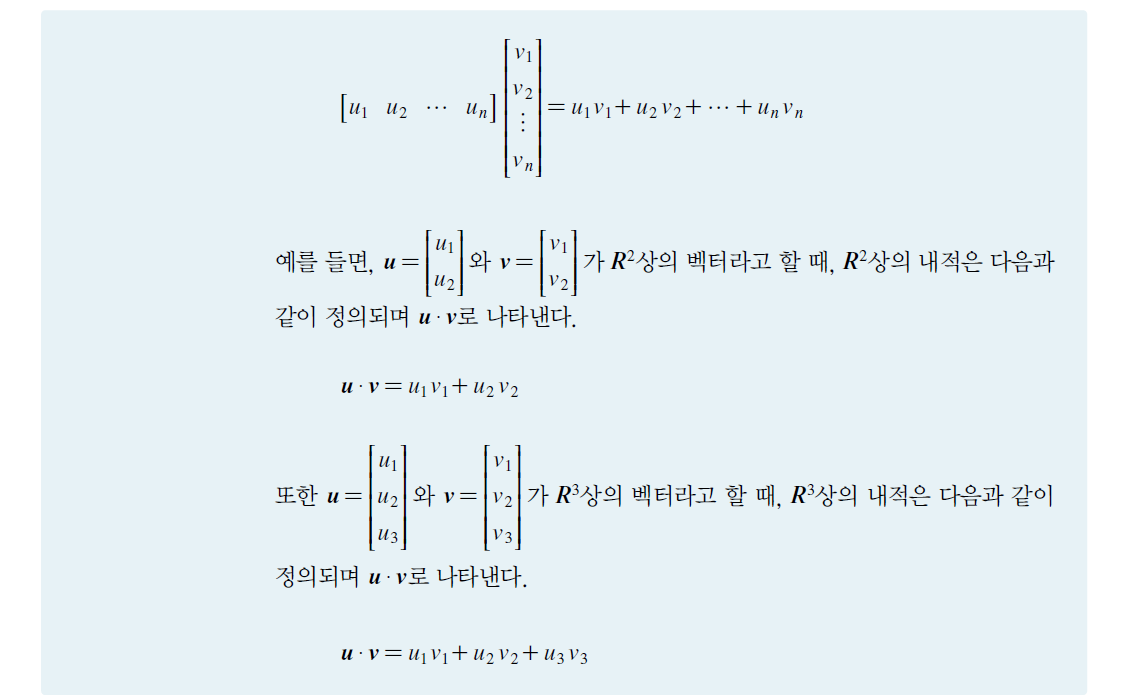 [u₁ u₂ ⋯ uₙ] [v₁ v₂ ⋮ vₙ] = u₁v₁ + u₂v₂ + ⋯ + uₙvₙ
예를 들면, u = [u₁ u₂] 와 v = [v₁ v₂] 가 R²상의 벡터라고 할 때, R²상의 내적은 다음과
같이 정의되며 u · v로 나타낸다.
u · v = u₁v₁ + u₂v₂
또한 u = [u₁ u₂ u₃] 와 v = [v₁ v₂ v₃] 가 R³상의 벡터라고 할 때, R³상의 내적은 다음과 같이
정의되며 u · v로 나타낸다.
u · v = u₁v₁ + u₂v₂ + u₃v₃